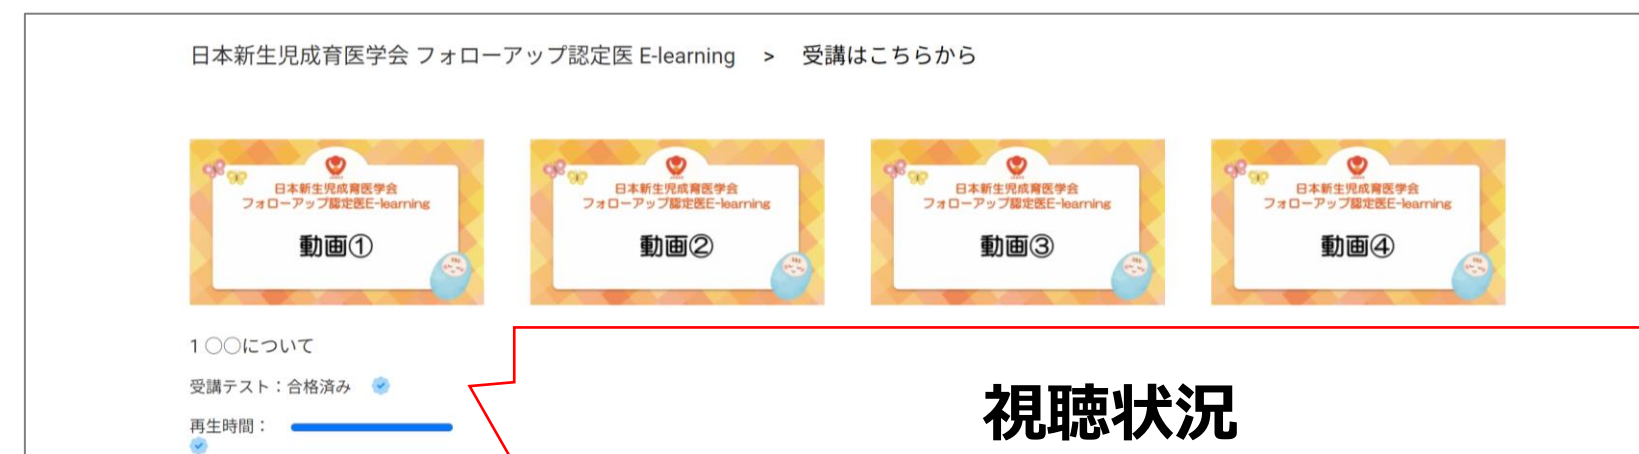 日本新生児成育医学会 フォローアップ認定医 E-learning > 受講はこちらから
日本新生児成育医学会
フォローアップ認定医E-learning
動画①
日本新生児成育医学会
フォローアップ認定医E-learning
動画②
日本新生児成育医学会
フォローアップ認定医E-learning
動画③
日本新生児成育医学会
フォローアップ認定医E-learning
動画④
1 ○○について
受講テスト：合格済み
再生時間：
視聴状況